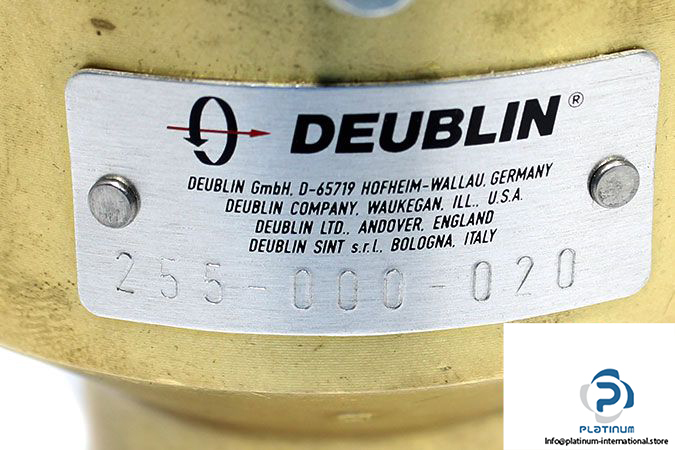 DEUBLIN®
DEUBLIN GmbH, D-65719 HOFHEIM-WALLAU, GERMANY
DEUBLIN COMPANY, WAUKEGAN, ILL., U.S.A.
DEUBLIN LTD., ANDOVER, ENGLAND
DEUBLIN SINT s.r.l., BOLOGNA, ITALY
255-000-020
PLATINUM
Info@platinum-international.store